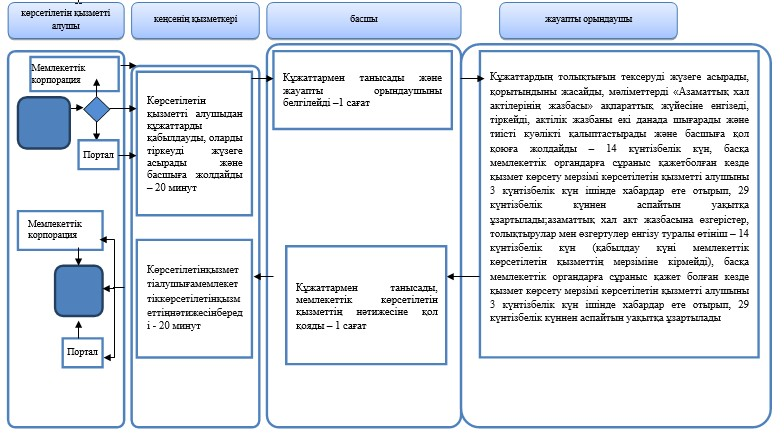 көрсетілетін қызметті
алушы
кеңсенің қызметкері
басшы
жауапты орындаушы
Мемлекеттік
корпорация
Портал
Көрсетілетін
қызметті алушыдан
құжаттарды
қабылдауды, оларды
тіркеуді жүзеге
асырады және
басшыға жолдайды
– 20 минут
Құжаттармен танысады және
жауапты орындаушыны
белгілейді –1 сағат
Құжаттардың толықтығын тексеруді жүзеге асырады,
қорытындыны жасайды, мәліметтерді «Азаматтық хал
актілерінің жазбасы» ақпараттық жүйесіне енгізеді,
тіркейді, актілік жазбаны екі данада шығарады және
тиісті куәлікті қалыптастырады және басшыға қол
қоюға жолдайды – 14 күнтізбелік күн, басқа
мемлекеттік органдарға сұраныс қажетболған кезде
қызмет көрсету мерзімі көрсетілетін қызметті алушыны
3 күнтізбелік күн ішінде хабардар ете отырып, 29
күнтізбелік күннен аспайтын уақытқа
ұзартылады;азаматтық хал акт жазбасына өзгерістер,
толықтырулар мен өзгертулер енгізу туралы өтініш – 14
күнтізбелік күн (қабылдау күні мемлекеттік
көрсетілетін қызметтің мерзіміне кірмейді), басқа
мемлекеттік органдарға сұраныс қажет болған кезде
қызмет көрсету мерзімі көрсетілетін қызметті алушыны
3 күнтізбелік күн ішінде хабардар ете отырып, 29
күнтізбелік күннен аспайтын уақытқа ұзартылады
Мемлекеттік
корпорация
Портал
Көрсетілетінқызмет
тіалушығамемлеке
тіккөрсетілетінқызм
еттіңнәтижесінберед
і - 20 минут
Құжаттармен танысады,
мемлекеттік көрсетілетін
қызметтің нәтижесіне қол
қояды – 1 сағат